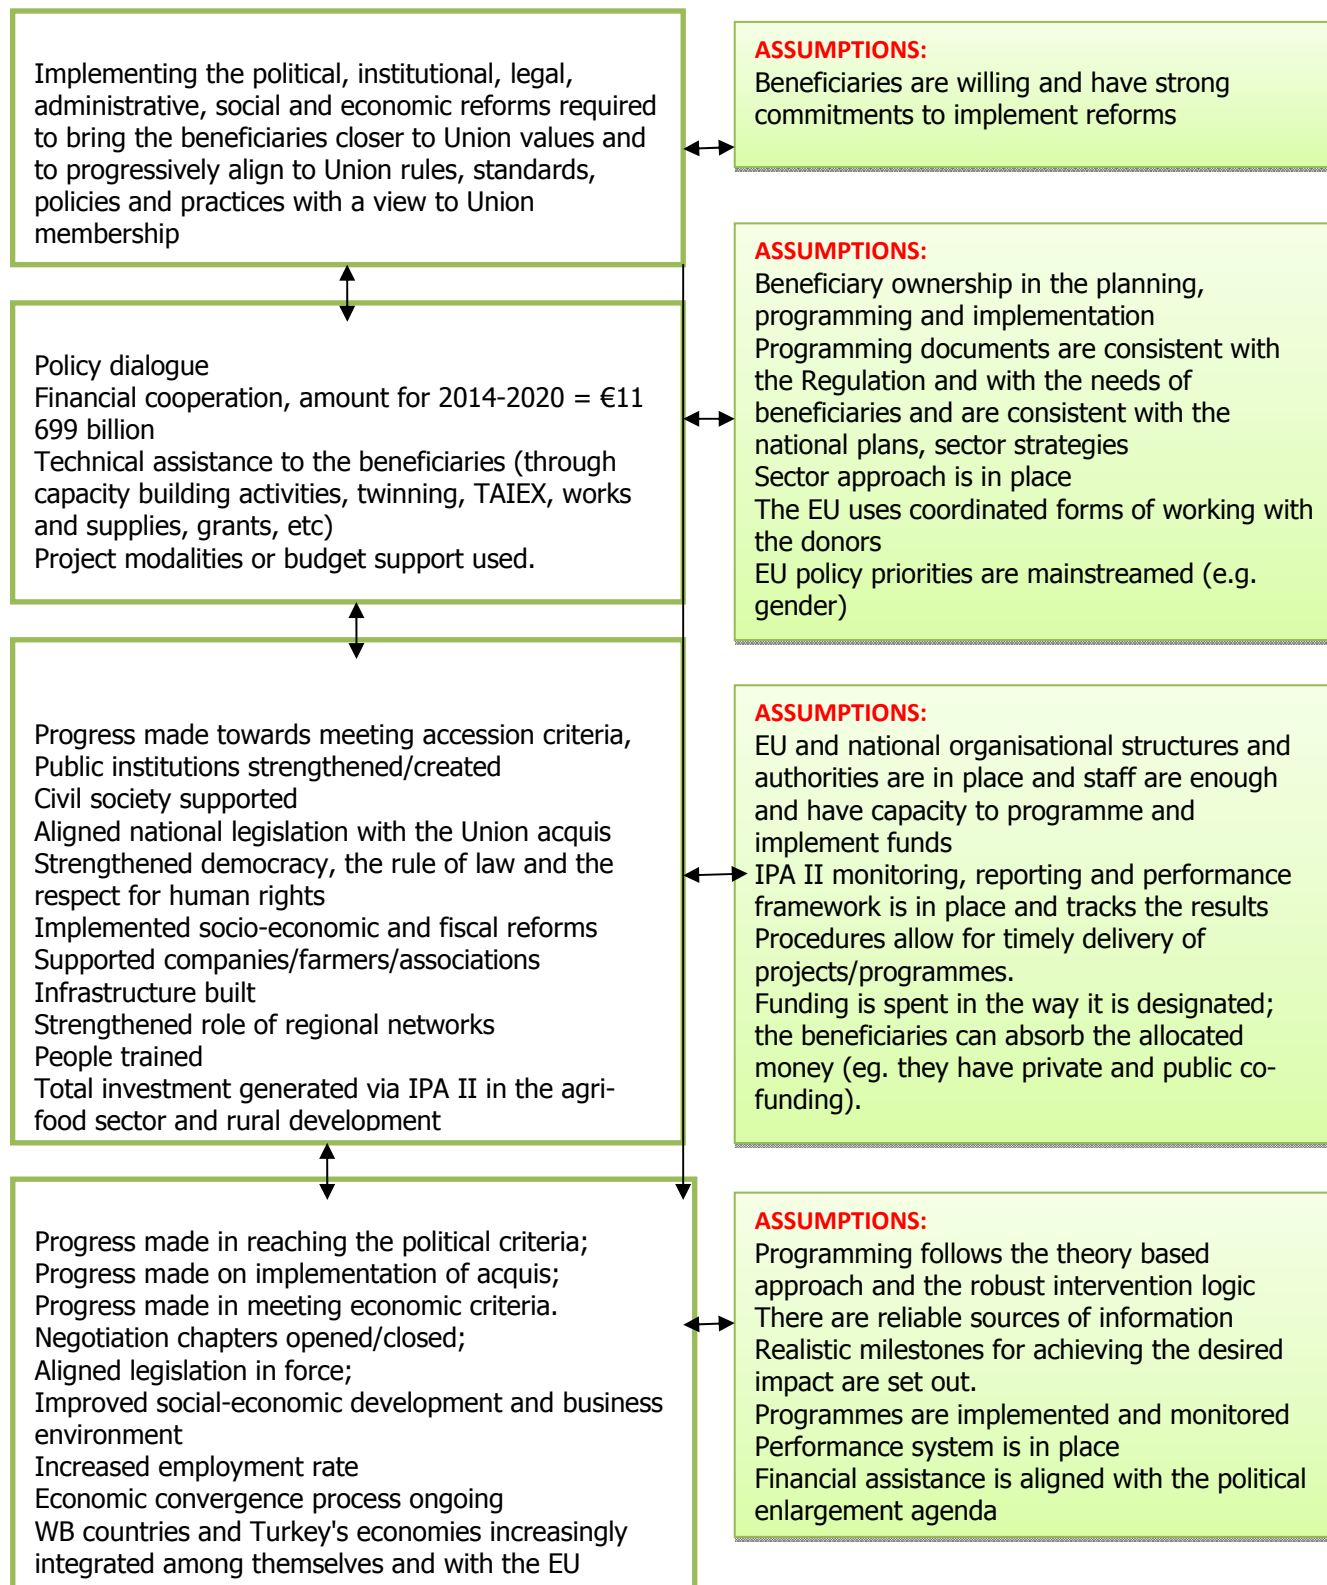 Implementing the political, institutional, legal,
administrative, social and economic reforms required
to bring the beneficiaries closer to Union values and
to progressively align to Union rules, standards,
policies and practices with a view to Union
membership
ASSUMPTIONS:
Beneficiaries are willing and have strong
commitments to implement reforms
Policy dialogue
Financial cooperation, amount for 2014-2020 = €11
699 billion
Technical assistance to the beneficiaries (through
capacity building activities, twinning, TAIEX, works
and supplies, grants, etc)
Project modalities or budget support used.
ASSUMPTIONS:
Beneficiary ownership in the planning,
programming and implementation
Programming documents are consistent with
the Regulation and with the needs of
beneficiaries and are consistent with the
national plans, sector strategies
Sector approach is in place
The EU uses coordinated forms of working with
the donors
EU policy priorities are mainstreamed (e.g.
gender)
Progress made towards meeting accession criteria,
Public institutions strengthened/created
Civil society supported
Aligned national legislation with the Union acquis
Strengthened democracy, the rule of law and the
respect for human rights
Implemented socio-economic and fiscal reforms
Supported companies/farmers/associations
Infrastructure built
Strengthened role of regional networks
People trained
Total investment generated via IPA II in the agri-
food sector and rural development
ASSUMPTIONS:
EU and national organisational structures and
authorities are in place and staff are enough
and have capacity to programme and
implement funds
IPA II monitoring, reporting and performance
framework is in place and tracks the results
Procedures allow for timely delivery of
projects/programmes.
Funding is spent in the way it is designated;
the beneficiaries can absorb the allocated
money (eg. they have private and public co-
funding).
Progress made in reaching the political criteria;
Progress made on implementation of acquis;
Progress made in meeting economic criteria.
Negotiation chapters opened/closed;
Aligned legislation in force;
Improved social-economic development and business
environment
Increased employment rate
Economic convergence process ongoing
WB countries and Turkey's economies increasingly
integrated among themselves and with the EU
ASSUMPTIONS:
Programming follows the theory based
approach and the robust intervention logic
There are reliable sources of information
Realistic milestones for achieving the desired
impact are set out.
Programmes are implemented and monitored
Performance system is in place
Financial assistance is aligned with the political
enlargement agenda